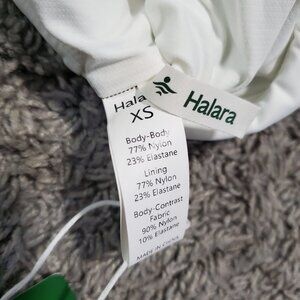 Halara
Hala
XS
Body-Body
77% Nylon
23% Elastane
Lining
77% Nylon
23% Elastane
Body-Contrast
Fabric
90% Nylon
10% Elastane
MADE IN CHINA